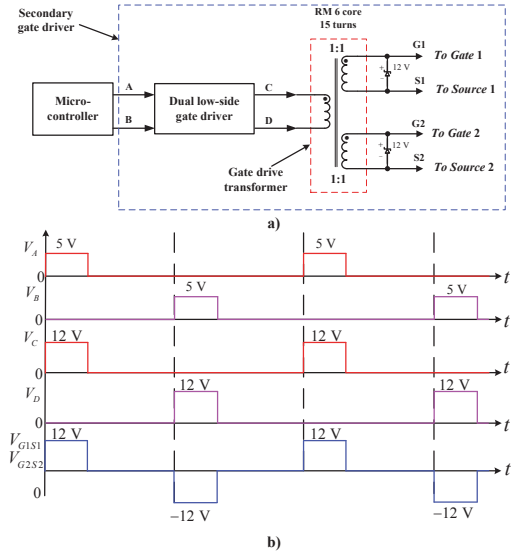 Secondary
gate driver
RM 6 core
15 turns
1:1
G1
To Gate 1
12 V
+
-
S1
To Source 1
Micro-
controller
A
B
Dual low-side
gate driver
C
D
G2
To Gate 2
12 V
+
-
S2
To Source 2
Gate drive
transformer
1:1
a)
V_A
5 V
5 V
0
t
V_B
5 V
5 V
0
t
V_C
12 V
12 V
0
t
V_D
12 V
12 V
0
t
V_G1S1
12 V
12 V
V_G2S2
t
0
−12 V
−12 V
b)